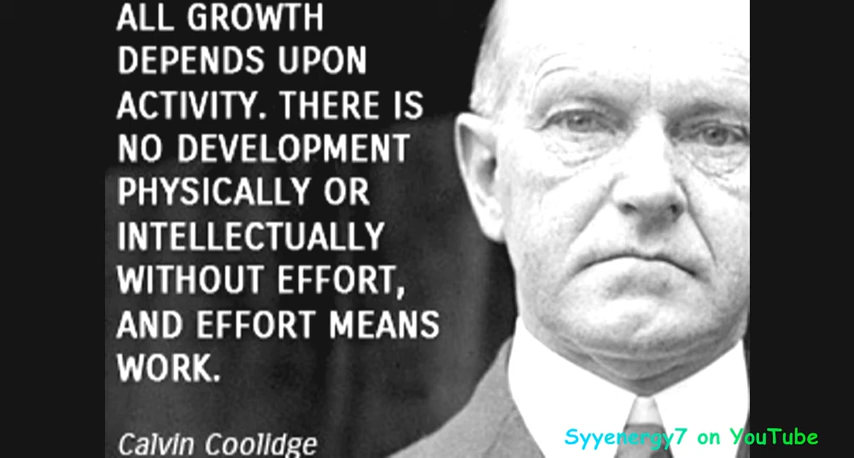 ALL GROWTH
DEPENDS UPON
ACTIVITY. THERE IS
NO DEVELOPMENT
PHYSICALLY OR
INTELLECTUALLY
WITHOUT EFFORT,
AND EFFORT MEANS
WORK.
Calvin Coolidge
Syyenergy7 on YouTube